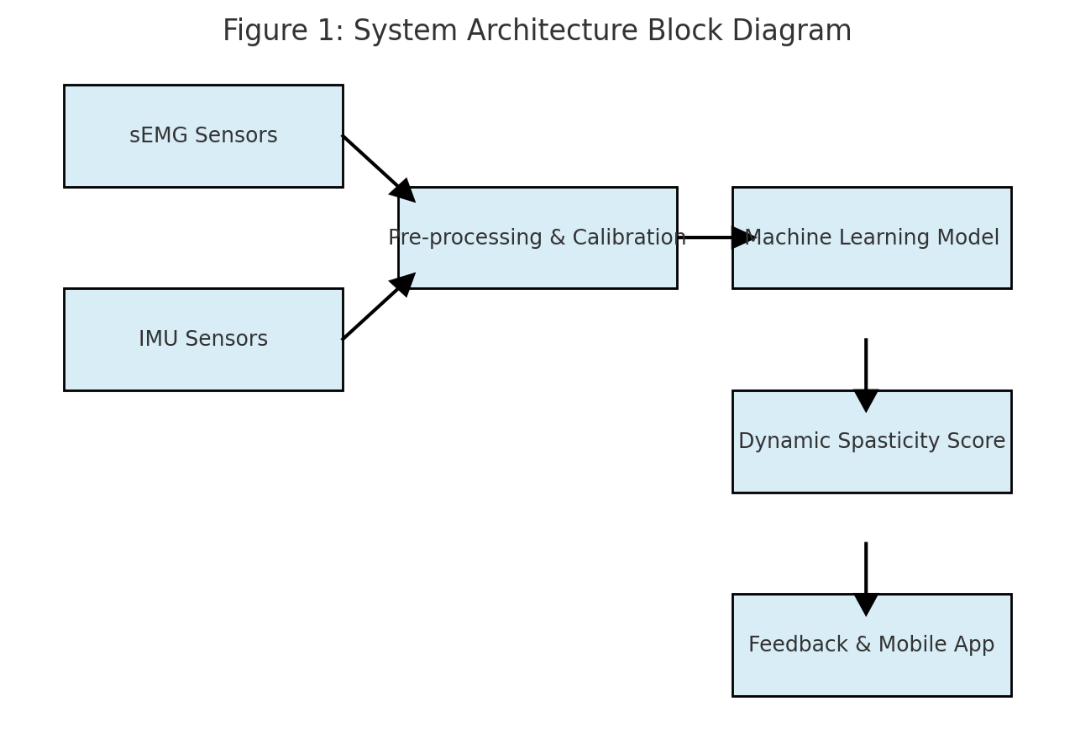 Figure 1: System Architecture Block Diagram
sEMG Sensors
Pre-processing & Calibration
Machine Learning Model
IMU Sensors
Dynamic Spasticity Score
Feedback & Mobile App